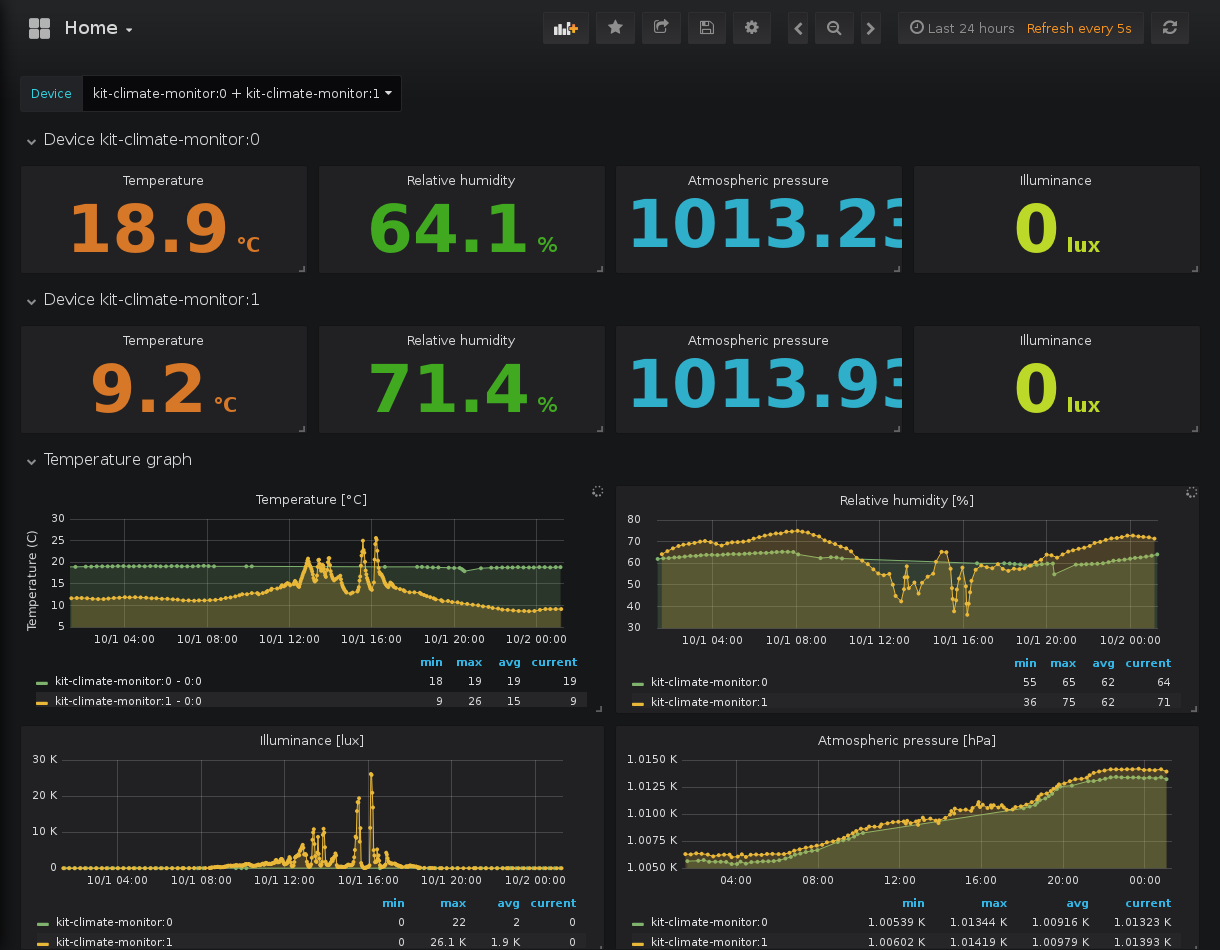 Home
Last 24 hours Refresh every 5s
Device kit-climate-monitor:0 + kit-climate-monitor:1
Device kit-climate-monitor:0
Temperature Relative humidity Atmospheric pressure Illuminance
18.9 °C 64.1 % 1013.23 0 lux
Device kit-climate-monitor:1
Temperature Relative humidity Atmospheric pressure Illuminance
9.2 °C 71.4 % 1013.93 0 lux
Temperature graph
Temperature [°C]
Temperature (C)
30
25
20
15
10
5
10/1 04:00 10/1 08:00 10/1 12:00 10/1 16:00 10/1 20:00 10/2 00:00
min max avg current
kit-climate-monitor:0 - 0:0 18 19 19 19
kit-climate-monitor:1 - 0:0 9 26 15 9
Relative humidity [%]
80
70
60
50
40
30
10/1 04:00 10/1 08:00 10/1 12:00 10/1 16:00 10/1 20:00 10/2 00:00
min max avg current
kit-climate-monitor:0 55 65 62 64
kit-climate-monitor:1 36 75 62 71
Illuminance [lux]
30 K
20 K
10 K
0
10/1 04:00 10/1 08:00 10/1 12:00 10/1 16:00 10/1 20:00 10/2 00:00
min max avg current
kit-climate-monitor:0 0 22 2 0
kit-climate-monitor:1 0 26.1 K 1.9 K 0
Atmospheric pressure [hPa]
1.0150 K
1.0125 K
1.0100 K
1.0075 K
1.0050 K
04:00 08:00 12:00 16:00 20:00 00:00
min max avg current
kit-climate-monitor:0 1.00539 K 1.01344 K 1.00916 K 1.01323 K
kit-climate-monitor:1 1.00602 K 1.01419 K 1.00979 K 1.01393 K